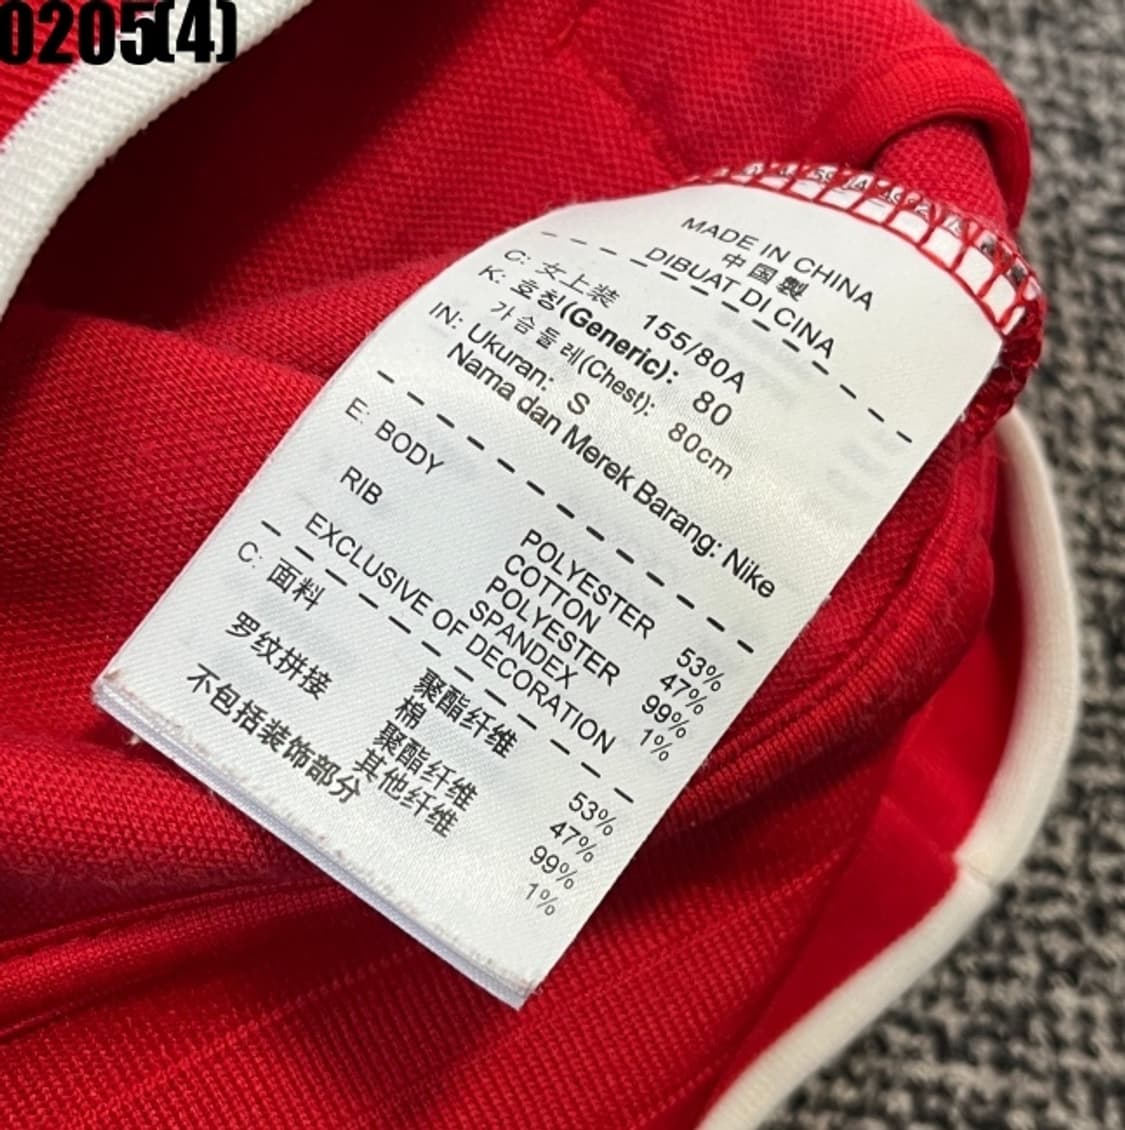 0205(4)
MADE IN CHINA
中国製
DIBUAT DI CINA
C: 女上装 155/80A
K: 호칭(Generic): 80
가슴둘레(Chest): 80cm
IN: Ukuran: S
Nama dan Merek Barang: Nike
E: BODY POLYESTER 53%
COTTON 47%
RIB POLYESTER 99%
SPANDEX 1%
EXCLUSIVE OF DECORATION
C: 面料 聚酯纤维 53%
棉 47%
罗纹拼接 聚酯纤维 99%
其他纤维 1%
不包括装饰部分